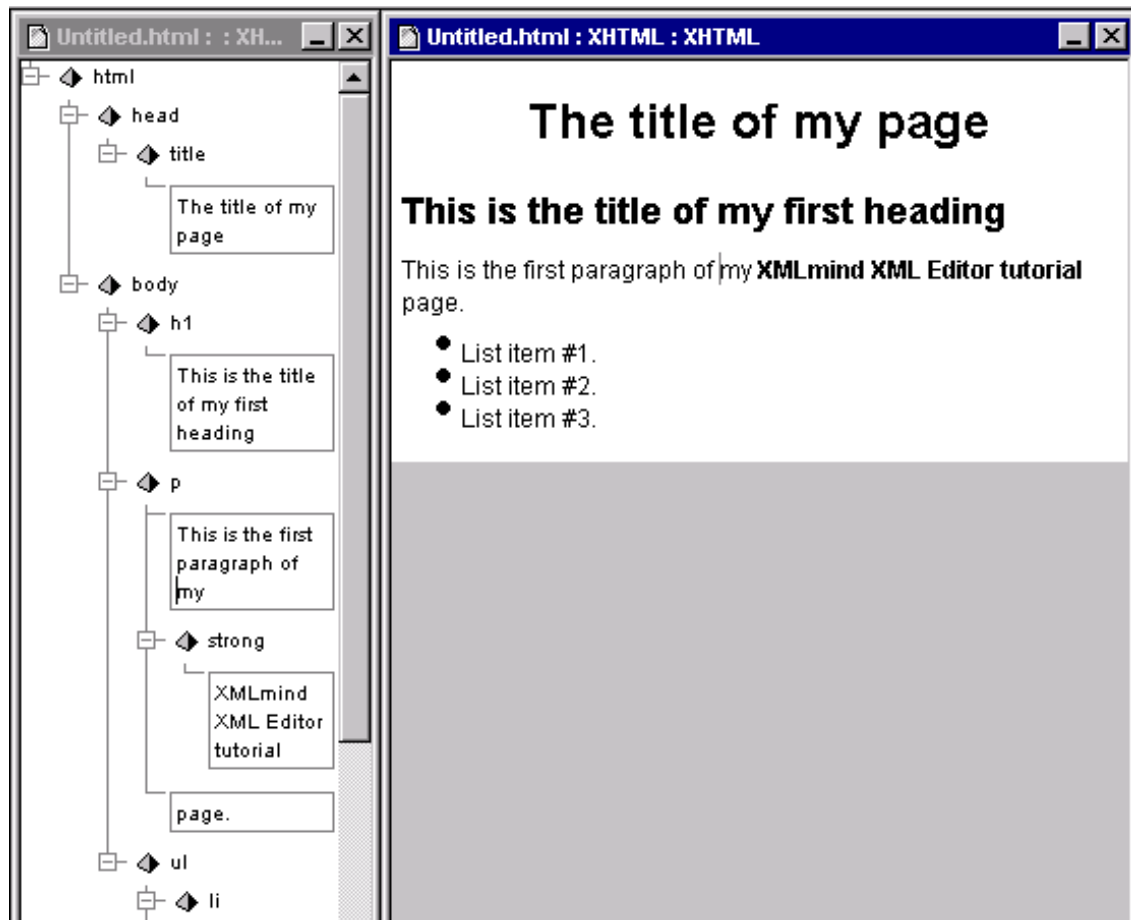 Untitled.html : : XH...
html
head
title
The title of my
page
body
h1
This is the title
of my first
heading
p
This is the first
paragraph of
my
strong
XMLmind
XML Editor
tutorial
page.
ul
li
Untitled.html : XHTML : XHTML
The title of my page
This is the title of my first heading
This is the first paragraph of my XMLmind XML Editor tutorial
page.
List item #1.
List item #2.
List item #3.